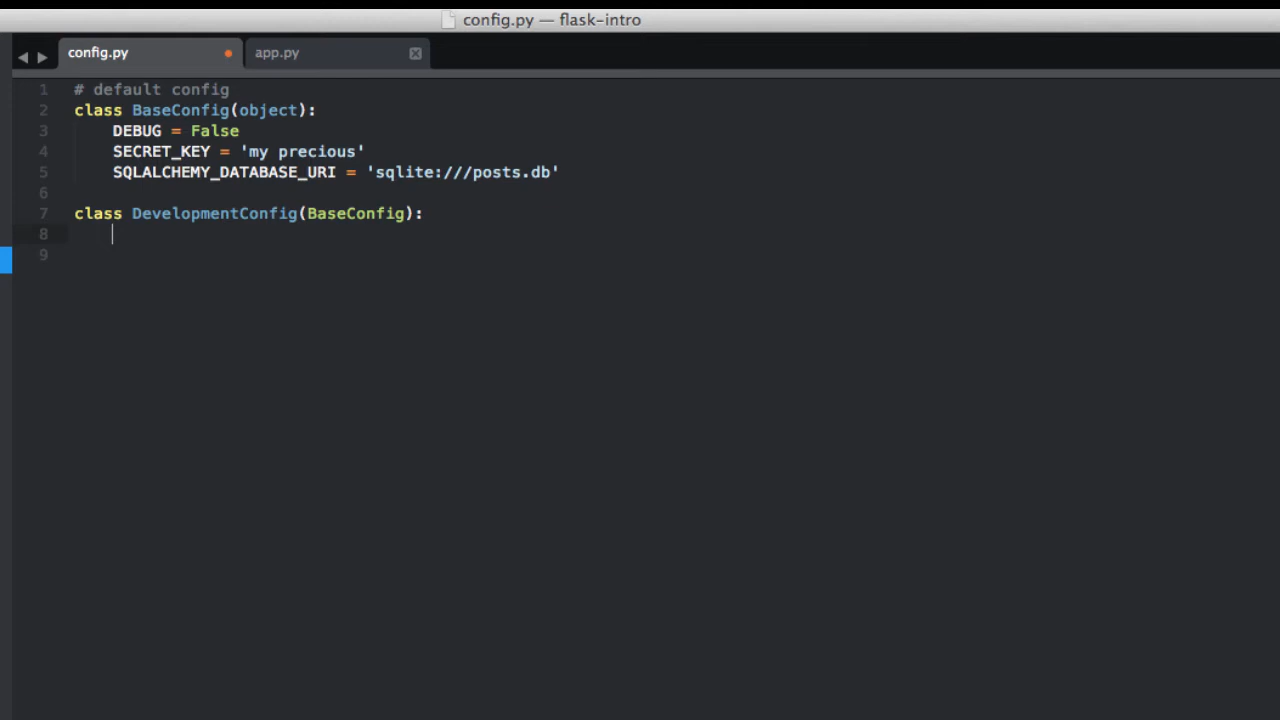 config.py — flask-intro
config.py app.py
1 # default config
2 class BaseConfig(object):
3     DEBUG = False
4     SECRET_KEY = 'my precious'
5     SQLALCHEMY_DATABASE_URI = 'sqlite:///posts.db'
6
7 class DevelopmentConfig(BaseConfig):
8
9